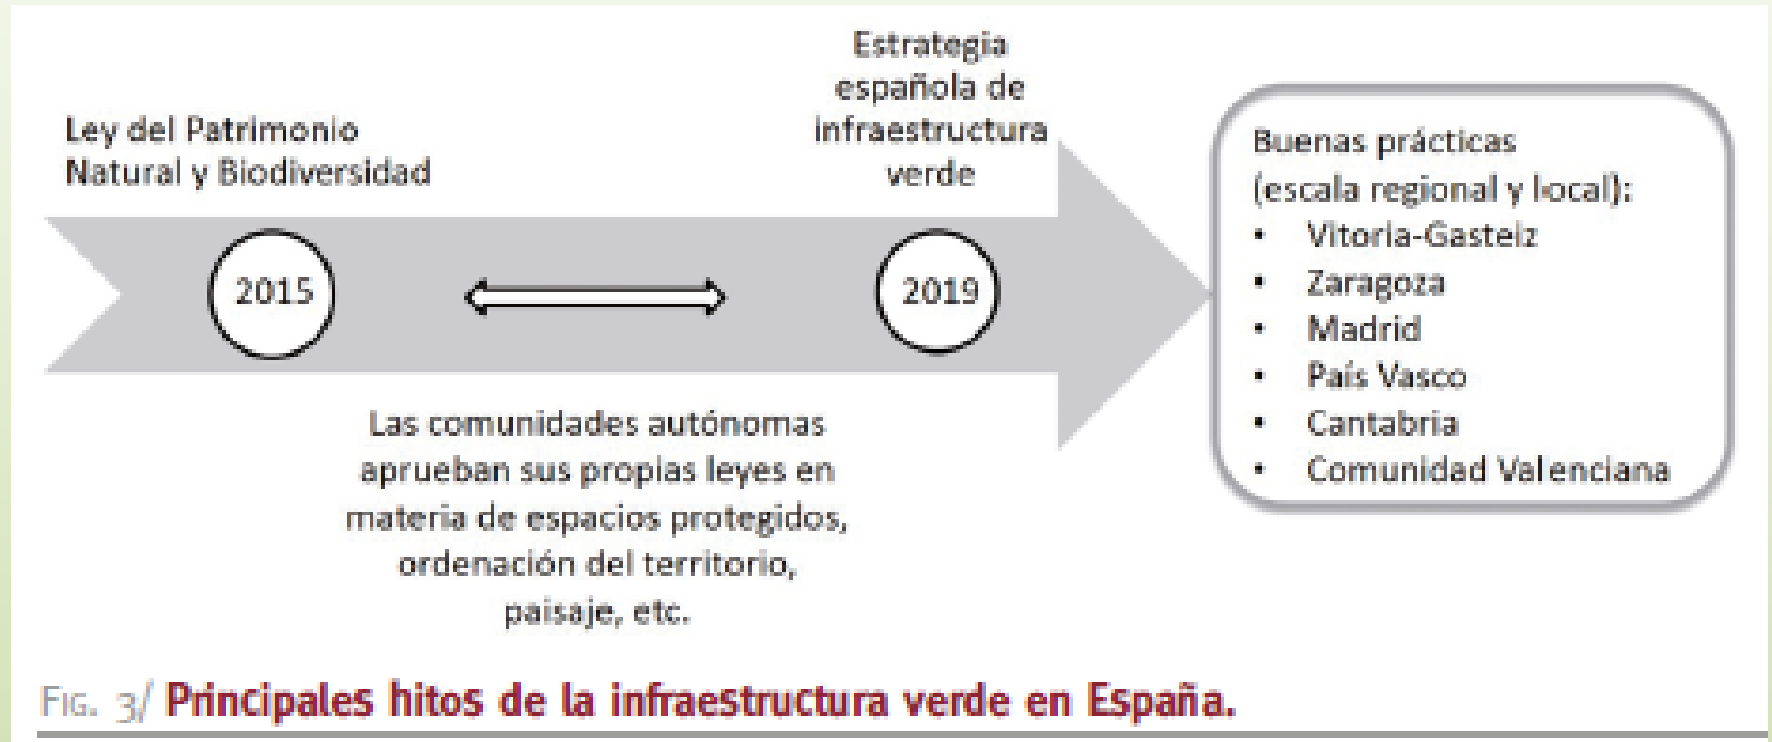 Ley del Patrimonio
Natural y Biodiversidad
Estrategia
española de
infraestructura
verde
2015
2019
Las comunidades autónomas
aprueban sus propias leyes en
materia de espacios protegidos,
ordenación del territorio,
paisaje, etc.
Buenas prácticas
(escala regional y local):
• Vitoria-Gasteiz
• Zaragoza
• Madrid
• País Vasco
• Cantabria
• Comunidad Valenciana
FIG. 3/ Principales hitos de la infraestructura verde en España.